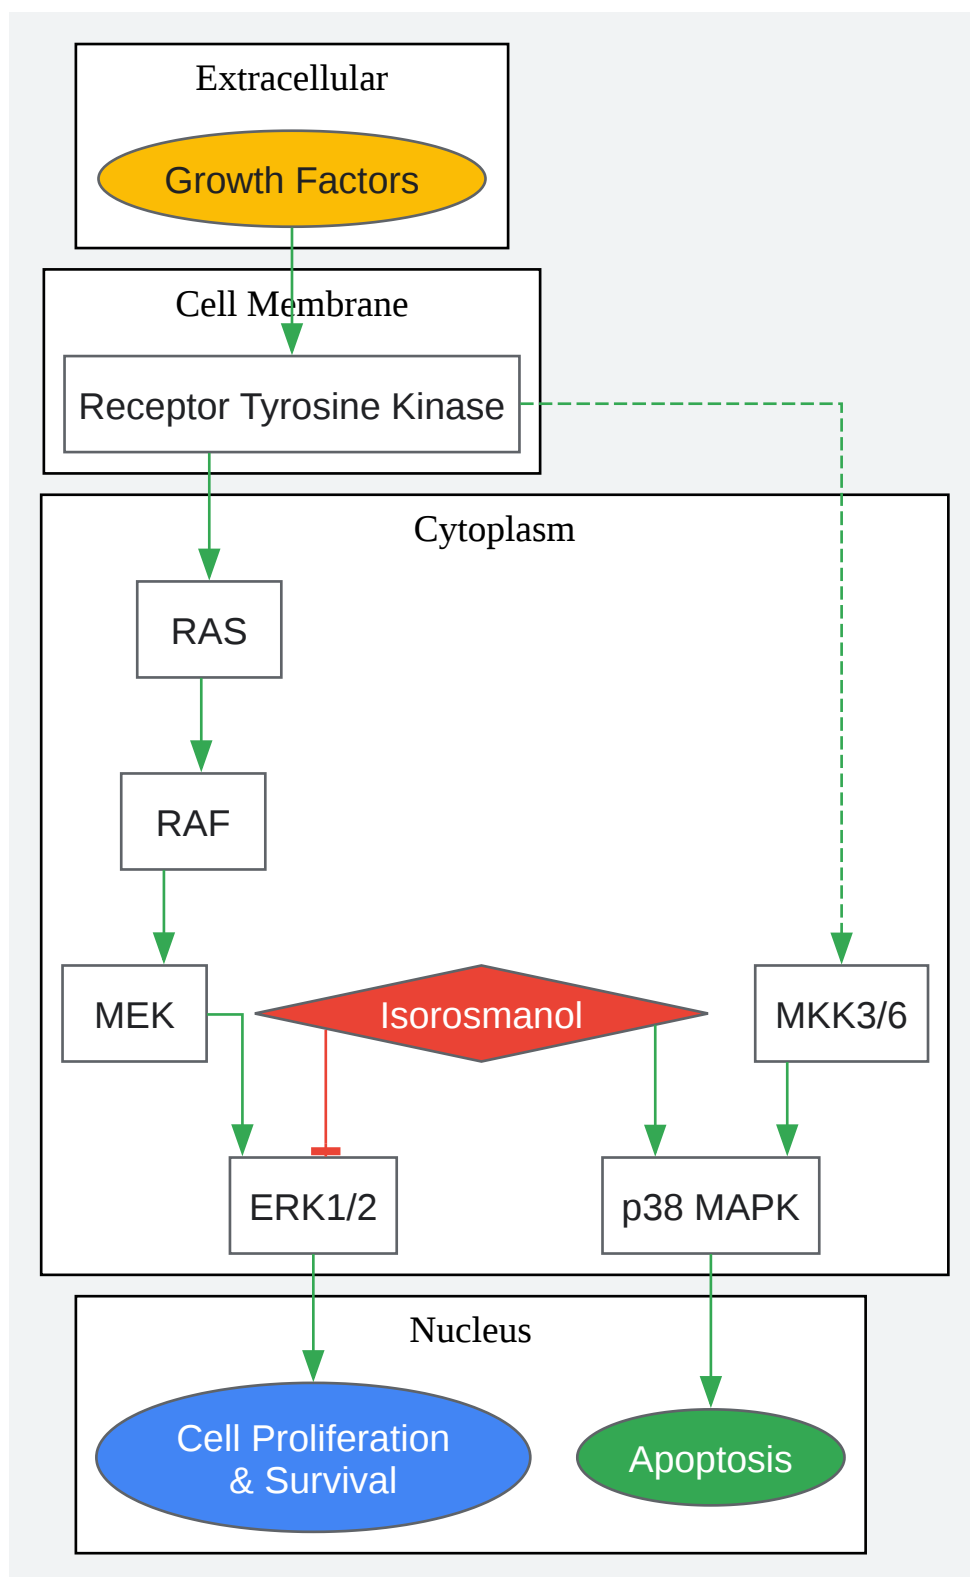 Extracellular
Growth Factors
Cell Membrane
Receptor Tyrosine Kinase
Cytoplasm
RAS
RAF
MEK
Isorosmanol
MKK3/6
ERK1/2
p38 MAPK
Nucleus
Cell Proliferation
& Survival
Apoptosis